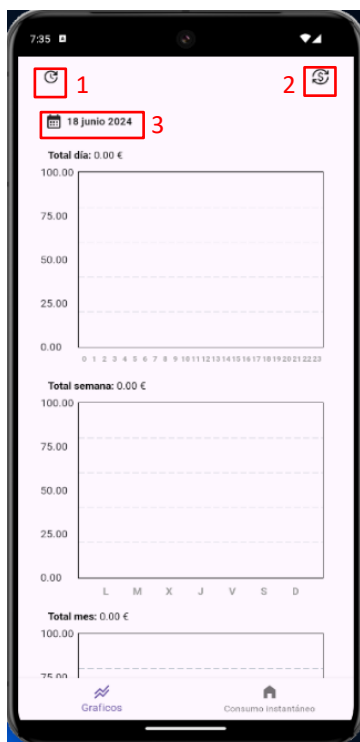 7:35
1
2
18 junio 2024
3
Total día: 0.00 €
100.00
75.00
50.00
25.00
0.00
0 1 2 3 4 5 6 7 8 9 10 11 12 13 14 15 16 17 18 19 20 21 22 23
Total semana: 0.00 €
100.00
75.00
50.00
25.00
0.00
L M X J V S D
Total mes: 0.00 €
100.00
75.00
Graficos
Consumo instantáneo